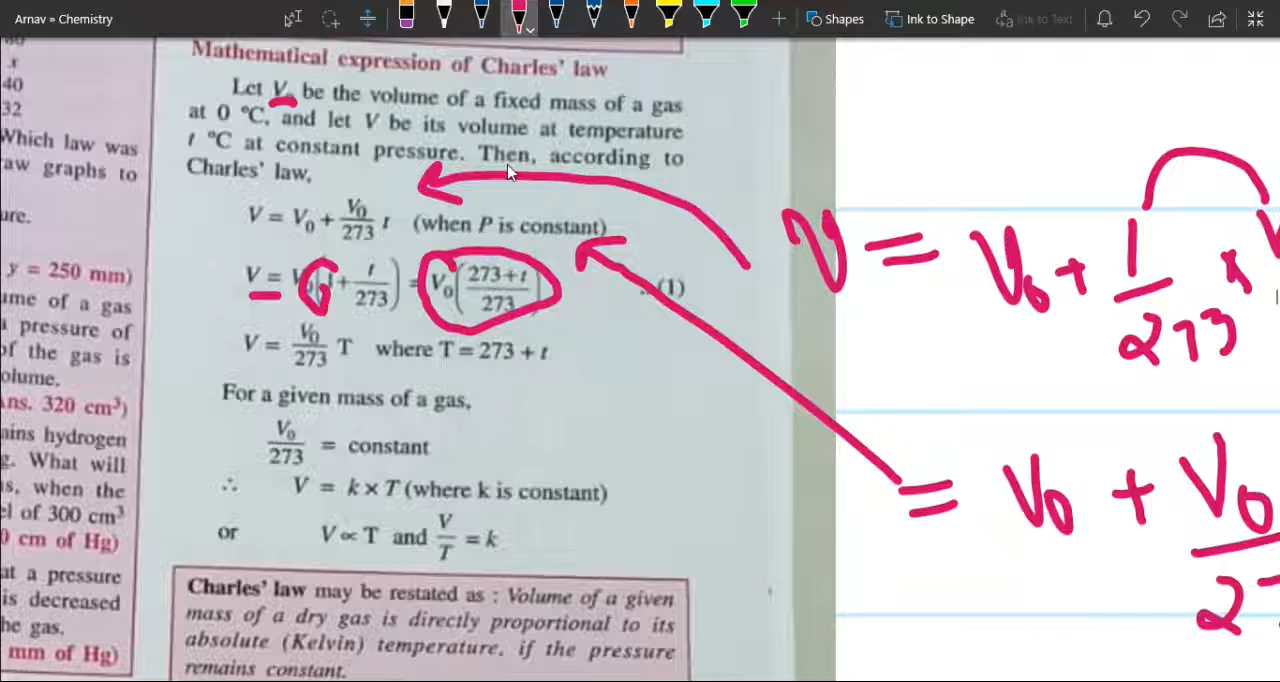 Arnav » Chemistry
Shapes
Ink to Shape
Ink to Text
40
32
Which law was
raw graphs to
ure.
y = 250 mm)
ume of a gas
a pressure of
of the gas is
olume.
ns. 320 cm³)
ains hydrogen
g. What will
is, when the
el of 300 cm³
0 cm of Hg)
at a pressure
is decreased
he gas.
mm of Hg)
Mathematical expression of Charles' law
Let V₀ be the volume of a fixed mass of a gas
at 0 °C, and let V be its volume at temperature
t °C at constant pressure. Then, according to
Charles' law,
V = V₀ + V₀/273 t (when P is constant)
V = V₀(1 + t/273) = V₀(273+t/273) ...(1)
V = V₀/273 T where T = 273 + t
For a given mass of a gas,
V₀/273 = constant
∴ V = k × T (where k is constant)
or V ∝ T and V/T = k
Charles' law may be restated as : Volume of a given
mass of a dry gas is directly proportional to its
absolute (Kelvin) temperature, if the pressure
remains constant.
V = V₀ + 1/273 ×
= V₀ + V₀